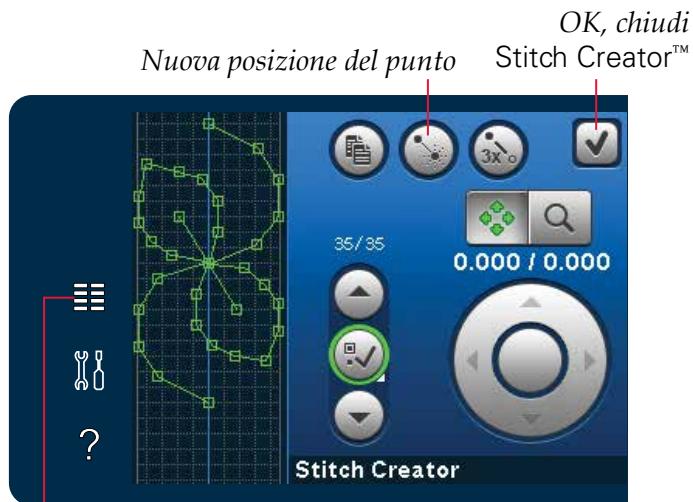 OK, chiudi
Nuova posizione del punto
Stitch Creator™
3x
35/35
0.000 / 0.000
?
Stitch Creator